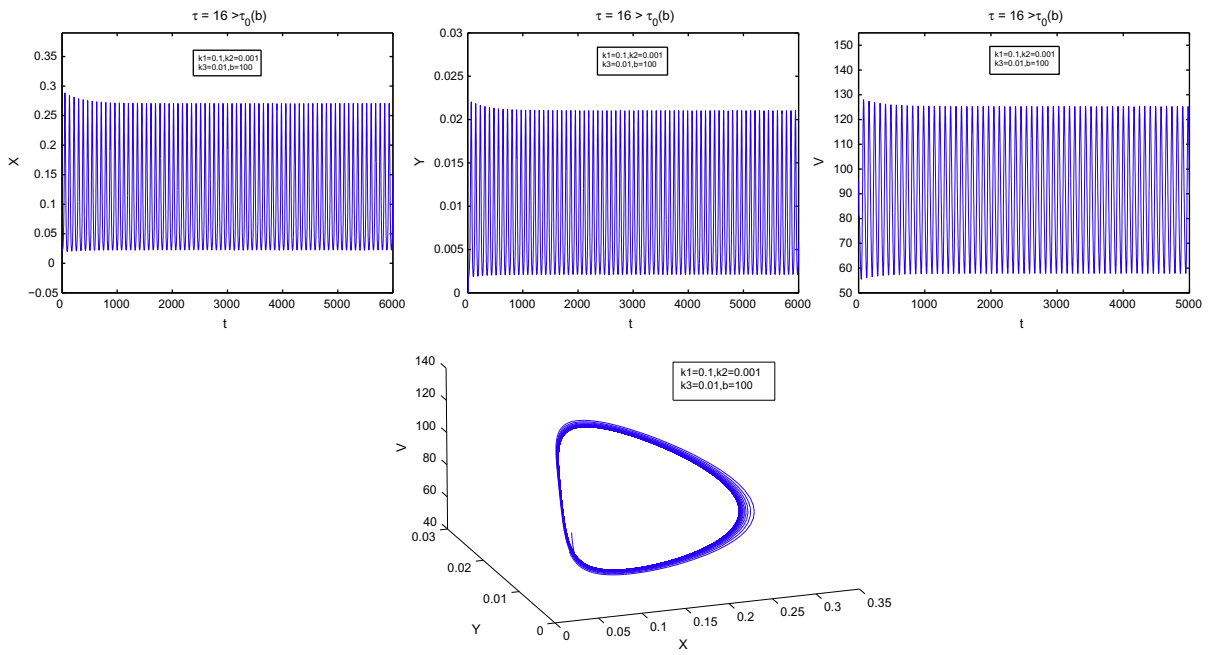 τ = 16 >τ0(b)
k1=0.1,k2=0.001
k3=0.01,b=100
X
0.35
0.3
0.25
0.2
0.15
0.1
0.05
0
−0.05
0 1000 2000 3000 4000 5000 6000
t
τ = 16 > τ0(b)
k1=0.1,k2=0.001
k3=0.01,b=100
Y
0.03
0.025
0.02
0.015
0.01
0.005
0
0 1000 2000 3000 4000 5000 6000
t
τ = 16 >τ0(b)
k1=0.1,k2=0.001
k3=0.01,b=100
V
150
140
130
120
110
100
90
80
70
60
50
0 1000 2000 3000 4000 5000
t
k1=0.1,k2=0.001
k3=0.01,b=100
V
140
120
100
80
60
40
0.03
0.02
0.01
0
Y
0 0.05 0.1 0.15 0.2 0.25 0.3 0.35
X